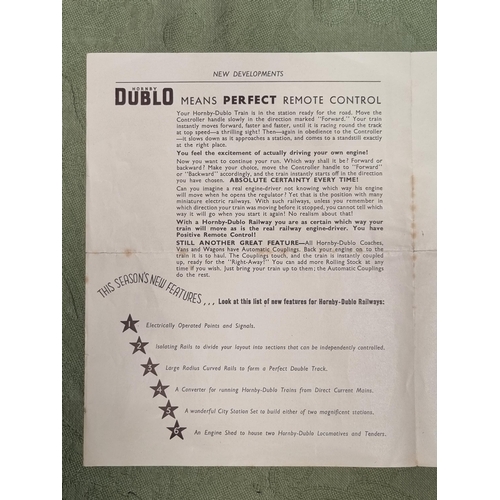 NEW DEVELOPMENTS
HORNBY
DUBLO MEANS PERFECT REMOTE CONTROL
Your Hornby-Dublo Train is in the station ready for the road. Move the
Controller handle slowly in the direction marked "Forward." Your train
instantly moves forward, faster and faster, until it is racing round the track
at top speed—a thrilling sight! Then—again in obedience to the Controller
—it slows down as it approaches a station, and comes to a standstill exactly
at the right place.
You feel the excitement of actually driving your own engine!
Now you want to continue your run. Which way shall it be? Forward or
backward? Make your choice, move the Controller handle to "Forward"
or "Backward" accordingly, and the train instantly starts off in the direction
you have chosen. ABSOLUTE CERTAINTY EVERY TIME!
Can you imagine a real engine-driver not knowing which way his engine
will move when he opens the regulator? Yet that is the position with many
miniature electric railways. With such railways, unless you remember in
which direction your train was moving before it stopped, you cannot tell which
way it will go when you start it again! No realism about that!
With a Hornby-Dublo Railway you are as certain which way your
train will move as is the real railway engine-driver. You have
Positive Remote Control!
STILL ANOTHER GREAT FEATURE—All Hornby-Dublo Coaches,
Vans and Wagons have Automatic Couplings. Back your engine on to the
train it is to haul. The Couplings touch, and the train is instantly coupled
up, ready for the "Right-Away!" You can add more Rolling Stock at any
time if you wish. Just bring your train up to them; the Automatic Couplings
do the rest.
THIS SEASON'S NEW FEATURES... Look at this list of new features for Hornby-Dublo Railways:
1 Electrically Operated Points and Signals.
2 Isolating Rails to divide your layout into sections that can be independently controlled.
3 Large Radius Curved Rails to form a Perfect Double Track.
4 A Converter for running Hornby-Dublo Trains from Direct Current Mains.
5 A wonderful City Station Set to build either of two magnificent stations.
6 An Engine Shed to house two Hornby-Dublo Locomotives and Tenders.